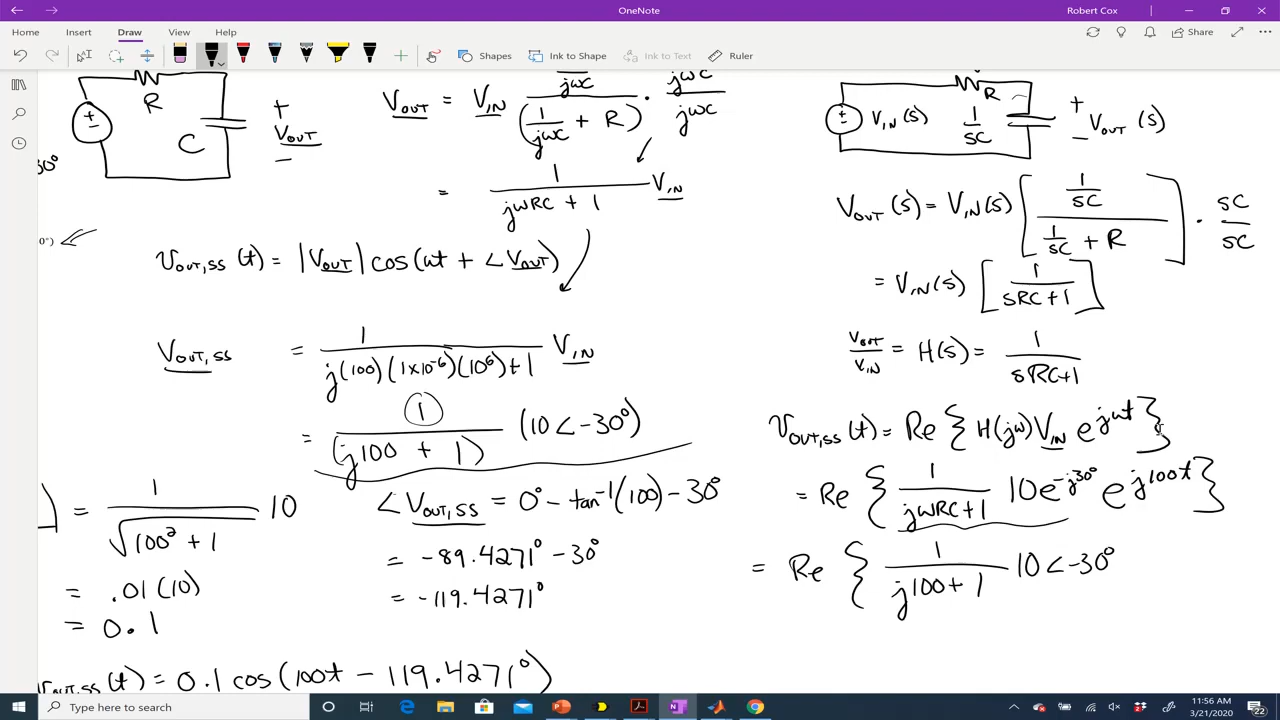 OneNote
Robert Cox
Home Insert Draw View Help
Share
Shapes Ink to Shape Ink to Text Ruler
R
C
+
V_OUT
−
30°
0°)
V_OUT = V_IN (1/jωC)/(1/jωC + R) · jωC/jωC
= 1/(jωRC + 1) V_IN
v_OUT,SS(t) = |V_OUT| cos(ωt + ∠V_OUT)
V_OUT,SS = 1/(j(100)(1×10⁻⁶)(10⁶)+1) V_IN
= 1/(j100 + 1) (10∠-30°)
= 1/√(100² + 1) 10
= .01(10)
= 0.1
∠V_OUT,SS = 0° - tan⁻¹(100) - 30°
= -89.4271° - 30°
= -119.4271°
v_OUT,SS(t) = 0.1 cos(100t - 119.4271°)
V_IN(s)
R
1/sC
+
− V_OUT(s)
V_OUT(s) = V_IN(s) [(1/sC)/(1/sC + R)] · sC/sC
= V_IN(s) [1/(sRC+1)]
V_OUT/V_IN = H(s) = 1/(sRC+1)
v_OUT,SS(t) = Re { H(jω) V_IN e^jωt }
= Re { 1/(jωRC+1) 10e^-j30° e^j100t }
= Re { 1/(j100+1) 10∠-30°
11:56 AM
3/21/2020
22